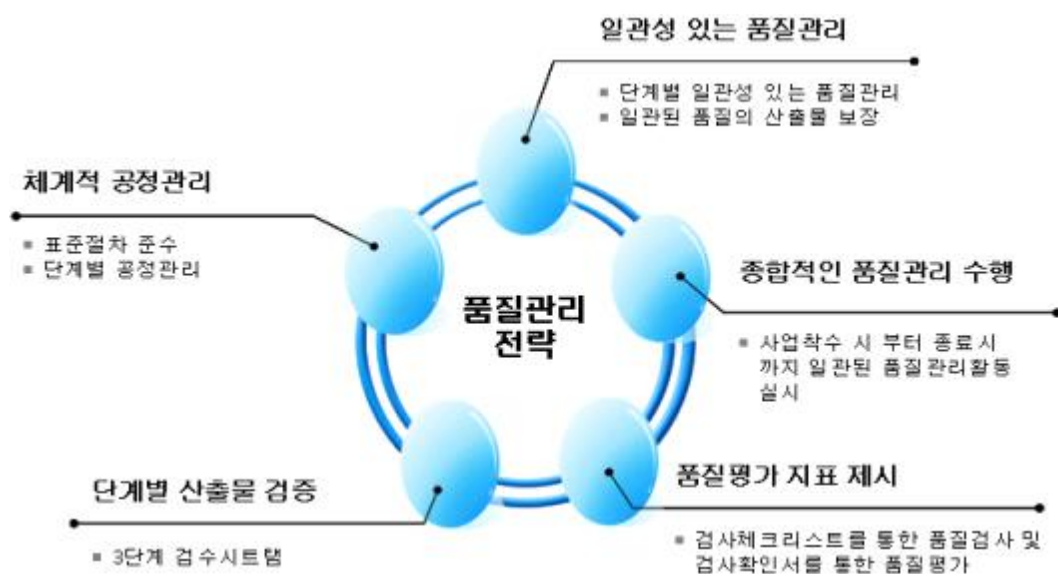 일관성 있는 품질관리
▪ 단계별 일관성 있는 품질관리
▪ 일관된 품질의 산출물 보장
체계적 공정관리
▪ 표준절차 준수
▪ 단계별 공정관리
종합적인 품질관리 수행
▪ 사업착수 시 부터 종료시
까지 일관된 품질관리활동
실시
품질관리
전략
단계별 산출물 검증
▪ 3단계 검수시트탬
품질평가 지표 제시
▪ 검사체크리스트를 통한 품질검사 및
검사확인서를 통한 품질평가